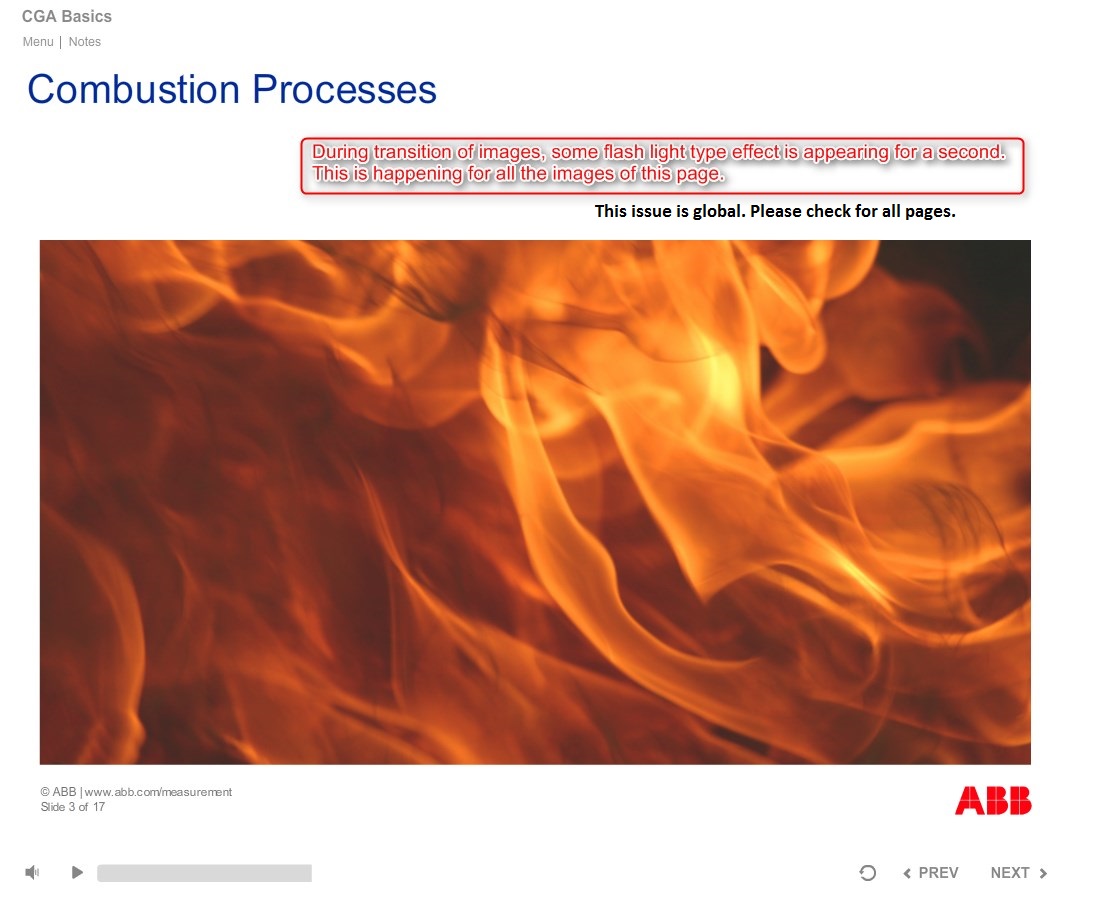 CGA Basics
Menu | Notes
Combustion Processes
During transition of images, some flash light type effect is appearing for a second.
This is happening for all the images of this page.
This issue is global. Please check for all pages.
© ABB | www.abb.com/measurement
Slide 3 of 17
ABB
PREV NEXT